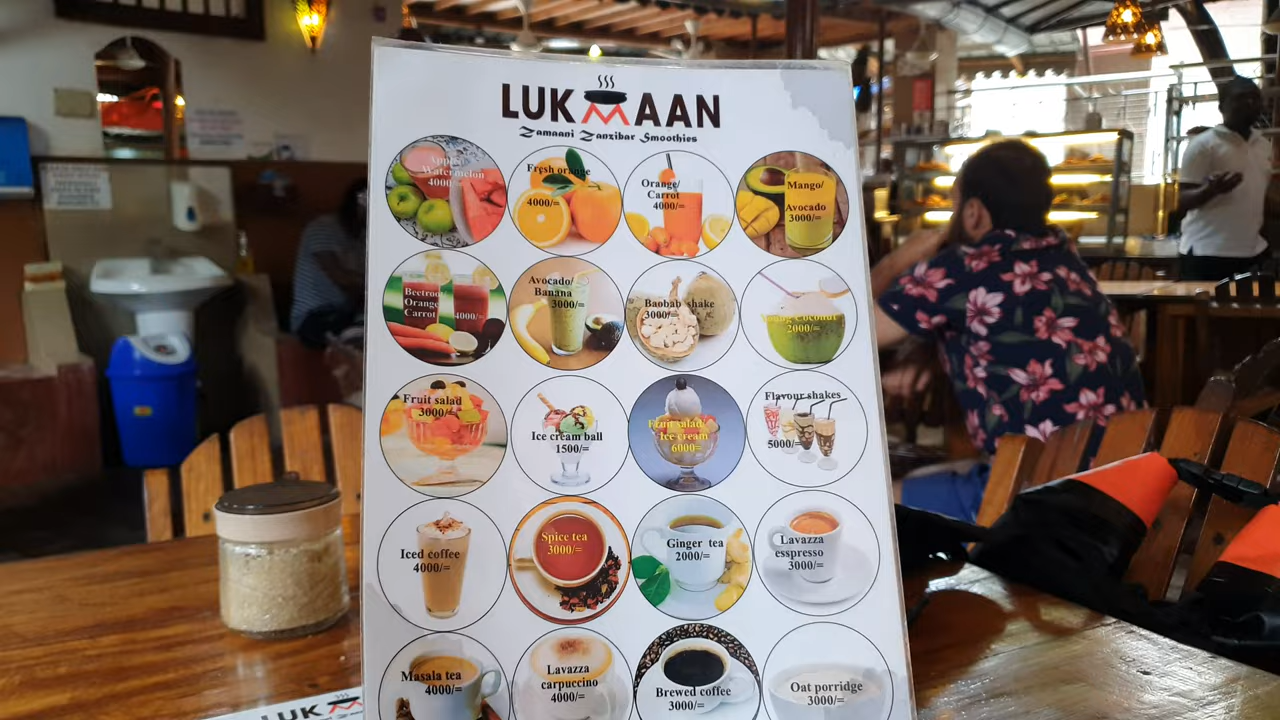 LUKMAAN
Zamaani Zanzibar Smoothies
Apple/
Watermelon
4000/=
Fresh orange
4000/=
Orange/
Carrot
4000/=
Mango/
Avocado
3000/=
Beetroot
Orange
Carrot
4000/=
Avocado/
Banana
3000/=
Baobab shake
3000/=
Coconut
2000/=
Fruit salad
3000/=
Ice cream ball
1500/=
Fruit salad/
Ice cream
6000/=
Flavour shakes
5000/=
Iced coffee
4000/=
Spice tea
3000/=
Ginger tea
2000/=
Lavazza
esspresso
3000/=
Masala tea
4000/=
Lavazza
carpuccino
4000/=
Brewed coffee
3000/=
Oat porridge
3000/=
LUKM